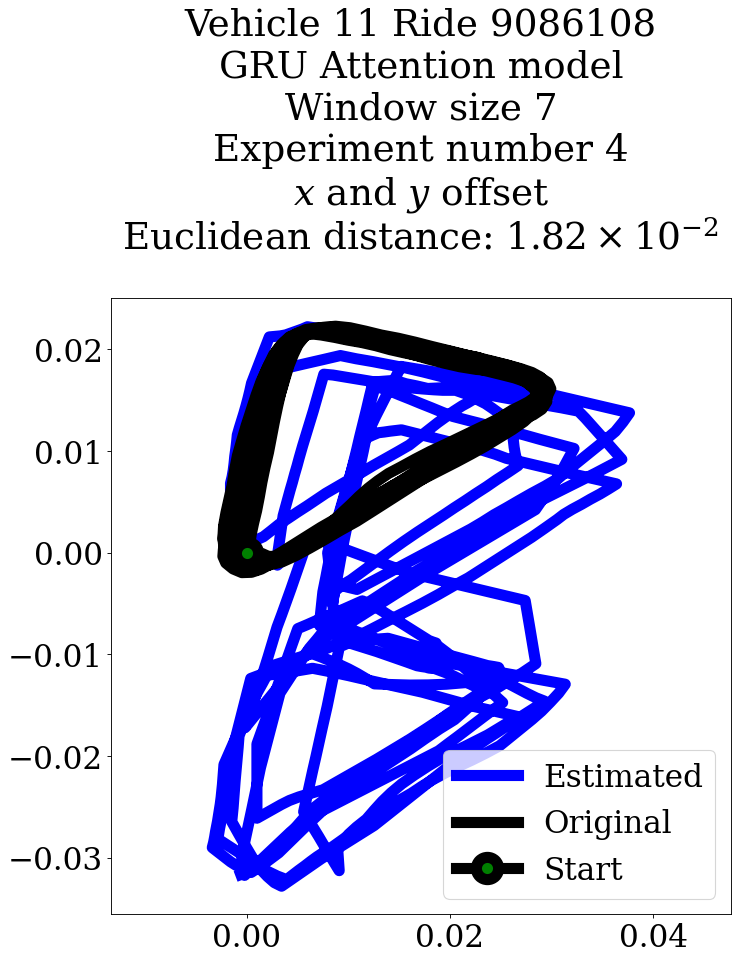 Vehicle 11 Ride 9086108
GRU Attention model
Window size 7
Experiment number 4
x and y offset
Euclidean distance: 1.82 × 10⁻²
0.02
0.01
0.00
−0.01
−0.02
−0.03
Estimated
Original
Start
0.00 0.02 0.04